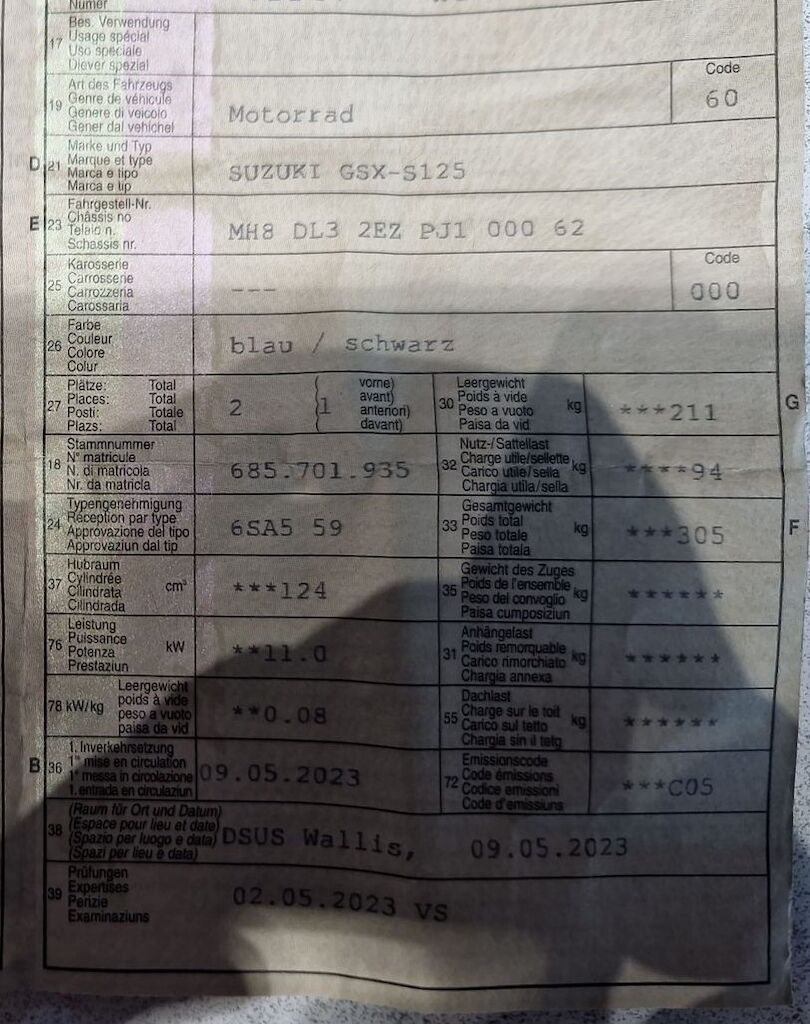 Numer
17 Bes. Verwendung
Usage spécial
Uso speciale
Diever spezial
19 Art des Fahrzeugs
Genre de véhicule
Genere di veicolo
Gener dal vehichel
Motorrad
Code
60
D 21 Marke und Typ
Marque et type
Marca e tipo
Marca e tip
SUZUKI GSX-S125
E 23 Fahrgestell-Nr.
Châssis no
Telaio n.
Schassis nr.
MH8 DL3 2EZ PJ1 000 62
25 Karosserie
Carrosserie
Carrozzeria
Carossaria
---
Code
000
26 Farbe
Couleur
Colore
Colur
blau / schwarz
27 Plätze: Total
Places: Total
Posti: Totale
Plazs: Total
2 ( 1 vorne)
avant)
anteriori)
davant)
30 Leergewicht
Poids à vide
Peso a vuoto
Paisa da vid
kg
***211
G
18 Stammnummer
N° matricule
N. di matricola
Nr. da matricla
685.701.935
32 Nutz-/Sattellast
Charge utile/sellette
Carico utile/sella
Chargia utila/sella
kg
****94
24 Typengenehmigung
Réception par type
Approvazione del tipo
Approvaziun dal tip
6SA5 59
33 Gesamtgewicht
Poids total
Peso totale
Paisa totala
kg
***305
F
37 Hubraum
Cylindrée
Cilindrata
Cilindrada
cm³
***124
35 Gewicht des Zuges
Poids de l'ensemble
Peso del convoglio
Paisa cumposiziun
kg
******
76 Leistung
Puissance
Potenza
Prestaziun
kW
**11.0
31 Anhängelast
Poids remorquable
Carico rimorchiato
Chargia annexa
kg
******
78 kW/kg Leergewicht
poids à vide
peso a vuoto
paisa da vid
**0.08
55 Dachlast
Charge sur le toit
Carico sul tetto
Chargia sin il tetg
kg
******
B 36 1. Inverkehrsetzung
1re mise en circulation
1a messa in circolazione
1. entrada en circulaziun
09.05.2023
72 Emissionscode
Code émissions
Codice emissioni
Code d'emissiuns
***C05
38 (Raum für Ort und Datum)
(Espace pour lieu et date)
(Spazio per luogo e data)
(Spazi per lieu e data)
DSUS Wallis, 09.05.2023
39 Prüfungen
Expertises
Perizie
Examinaziuns
02.05.2023 VS